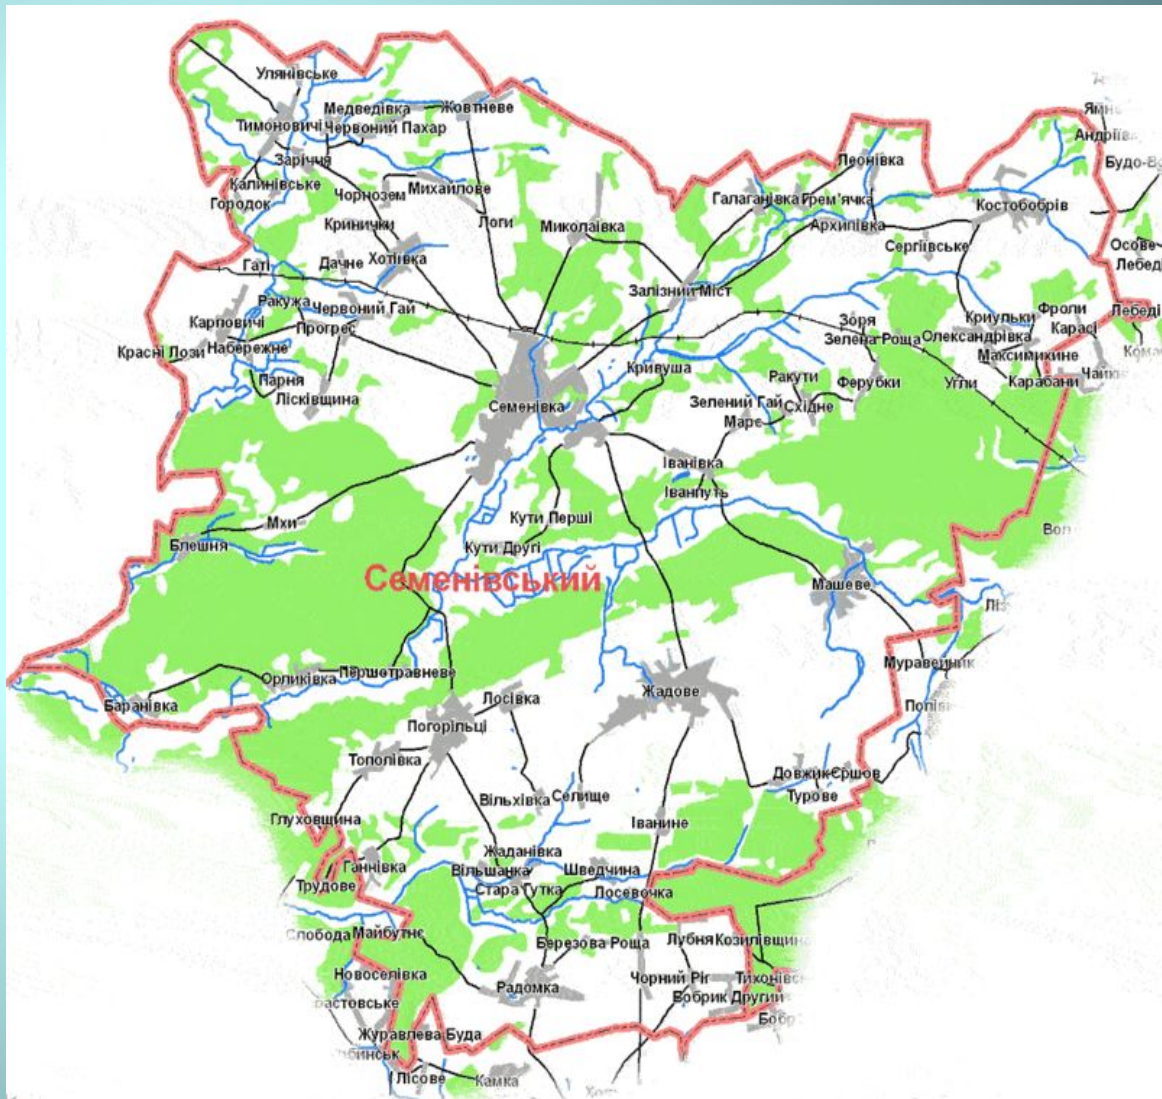 Улянівське
Медведівка
Жовтневе
Тимоновичі
Червоний Пахар
Заріччя
Леонівка
Калинівське
Чорнозем
Михайлове
Городок
Галаганівка
Грем'ячка
Костобобрів
Кринички
Логи
Миколаївка
Архипівка
Сергіївське
Осове
Гаті
Дачне
Хотіївка
Залізний Міст
Ракужа
Червоний Гай
Карповичі
Прогрес
Зоря
Криульки
Фроли
Карасі
Красні Лози
Набережне
Зелена Роща
Олександрівка
Максимихине
Кривуша
Парня
Лісківщина
Ракути
Ферубки
Угли
Карабани
Семенівка
Зелений Гай
Східне
Марс
Іванівка
Іванпуть
Мхи
Кути Перші
Блешня
Кути Другі
Семенівський
Машеве
Муравейник
Орликівка
Першотравневе
Баранівка
Лосівка
Жадове
Погорільці
Тополівка
Довжик
Єршов
Вільхівка
Селище
Турове
Глуховщина
Іванине
Жаданівка
Ганнівка
Вільшанка
Шведчина
Трудове
Стара Гутка
Лосевочка
Слобода
Майбутнє
Березова Роща
Лубня
Козилівщина
Новоселівка
Радомка
Чорний Ріг
Бобрик Другий
Журавлева Буда
Лісове
Камка